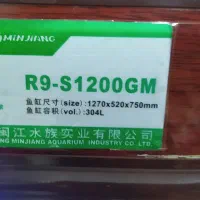 MINJIANG
R9-S1200GM
鱼缸尺寸(size):1270x520x750mm
鱼缸容积(vol.):304L
闽江水族实业有限公
MINJIANG AQUARIUM INDUSTRY CO.,LTD